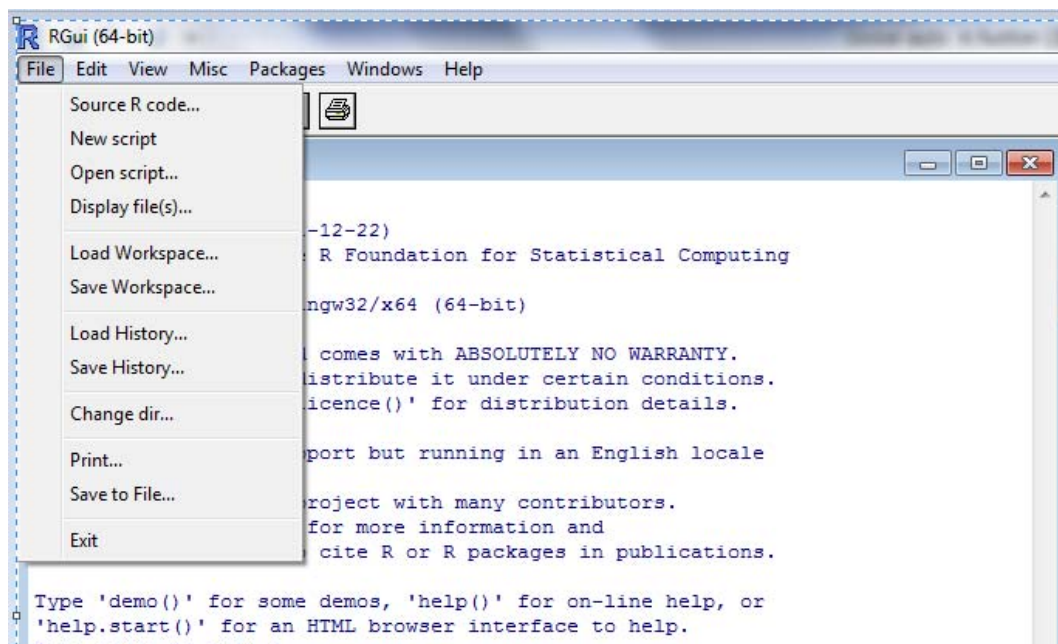 RGui (64-bit)
File Edit View Misc Packages Windows Help
Source R code...
New script
Open script...
Display file(s)...
Load Workspace...
Save Workspace...
Load History...
Save History...
Change dir...
Print...
Save to File...
Exit
-12-22)
R Foundation for Statistical Computing
ngw32/x64 (64-bit)
comes with ABSOLUTELY NO WARRANTY.
istribute it under certain conditions.
icence()' for distribution details.
port but running in an English locale
roject with many contributors.
for more information and
cite R or R packages in publications.
Type 'demo()' for some demos, 'help()' for on-line help, or
'help.start()' for an HTML browser interface to help.